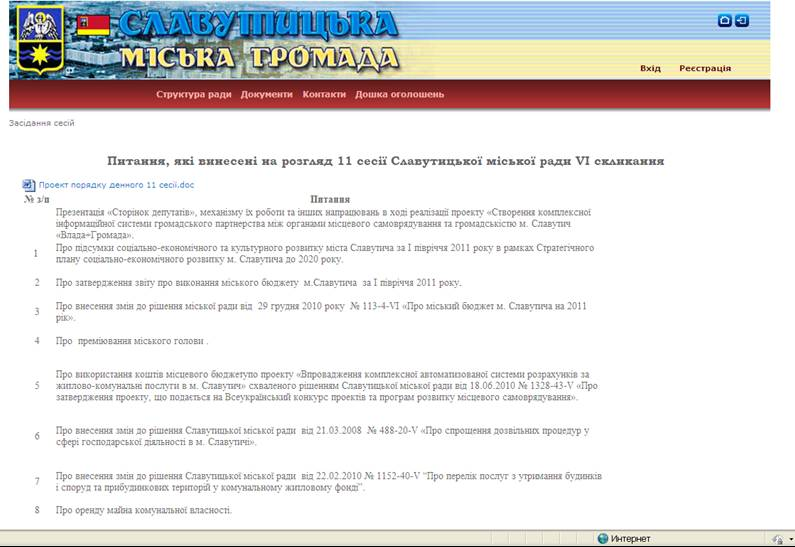 СЛАВУТИЦЬКА
МІСЬКА ГРОМАДА
Вхід Реєстрація
Структура ради Документи Контакти Дошка оголошень
Засідання сесій
Питання, які винесені на розгляд 11 сесії Славутицької міської ради VI скликання
Проект порядку денного 11 сесії.doc
№ з/п Питання
Презентація «Сторінок депутатів», механізму їх роботи та інших напрацювань в ході реалізації проекту «Створення комплексної
інформаційної системи громадського партнерства між органами місцевого самоврядування та громадськістю м. Славутич
«Влада+Громада».
1 Про підсумки соціально-економічного та культурного розвитку міста Славутича за І півріччя 2011 року в рамках Стратегічного
плану соціально-економічного розвитку м. Славутича до 2020 року.
2 Про затвердження звіту про виконання міського бюджету м.Славутича за І півріччя 2011 року.
3 Про внесення змін до рішення міської ради від 29 грудня 2010 року № 113-4-VI «Про міський бюджет м. Славутича на 2011
рік».
4 Про преміювання міського голови .
Про використання коштів місцевого бюджетупо проекту «Впровадження комплексної автоматизованої системи розрахунків за
5 житлово-комунальні послуги в м. Славутич» схваленого рішенням Славутицької міської ради від 18.06.2010 № 1328-43-V «Про
затвердження проекту, що подається на Всеукраїнський конкурс проектів та програм розвитку місцевого самоврядування».
6 Про внесення змін до рішення Славутицької міської ради від 21.03.2008 № 488-20-V «Про спрощення дозвільних процедур у
сфері господарської діяльності в м. Славутичі».
7 Про внесення змін до рішення Славутицької міської ради від 22.02.2010 № 1152-40-V “Про перелік послуг з утримання будинків
і споруд та прибудинкових територій у комунальному житловому фонді”.
8 Про оренду майна комунальної власності.
Интернет